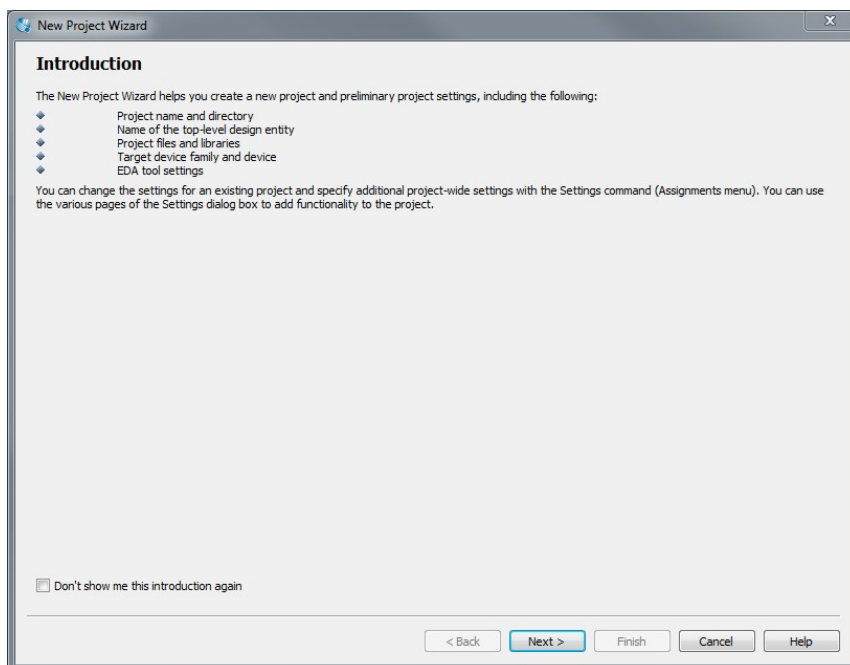 New Project Wizard
Introduction
The New Project Wizard helps you create a new project and preliminary project settings, including the following:
Project name and directory
Name of the top-level design entity
Project files and libraries
Target device family and device
EDA tool settings
You can change the settings for an existing project and specify additional project-wide settings with the Settings command (Assignments menu). You can use
the various pages of the Settings dialog box to add functionality to the project.
Don't show me this introduction again
< Back Next > Finish Cancel Help